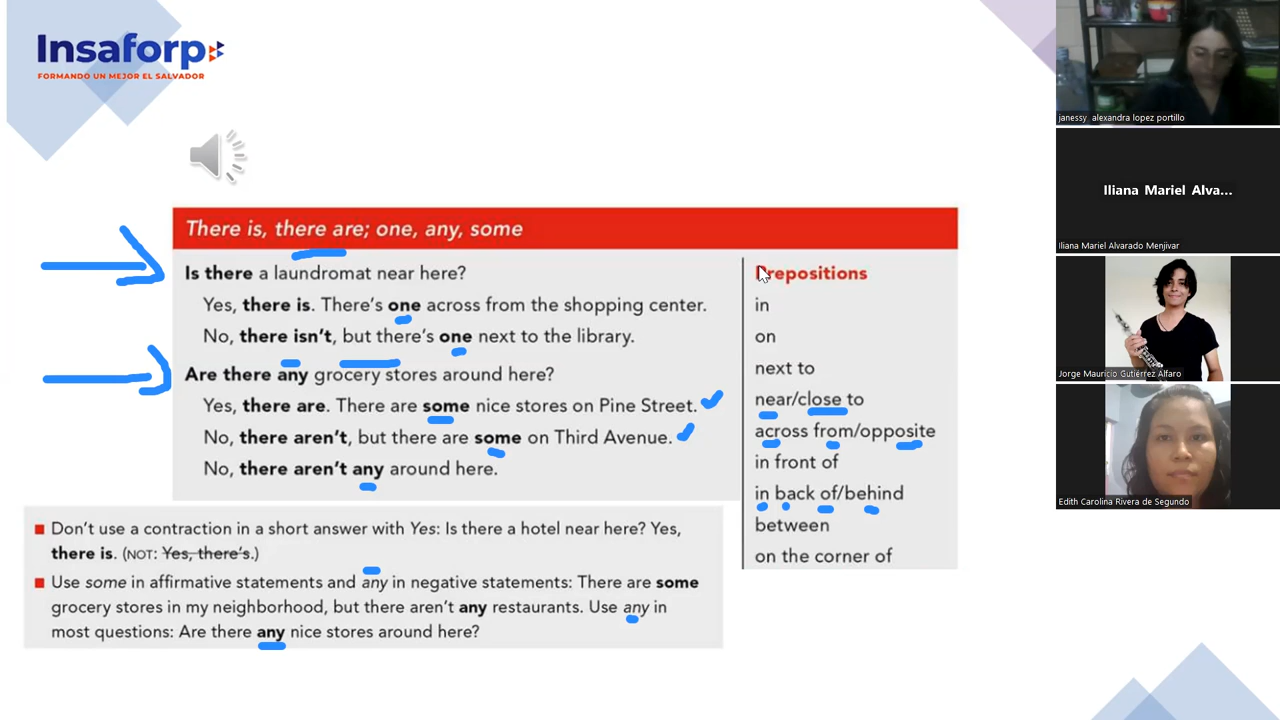 Insaforp
FORMANDO UN MEJOR EL SALVADOR
There is, there are; one, any, some
Is there a laundromat near here?
Yes, there is. There's one across from the shopping center.
No, there isn't, but there's one next to the library.
Are there any grocery stores around here?
Yes, there are. There are some nice stores on Pine Street.
No, there aren't, but there are some on Third Avenue.
No, there aren't any around here.
Prepositions
in
on
next to
near/close to
across from/opposite
in front of
in back of/behind
between
on the corner of
Don't use a contraction in a short answer with Yes: Is there a hotel near here? Yes,
there is. (NOT: Yes, there's.)
Use some in affirmative statements and any in negative statements: There are some
grocery stores in my neighborhood, but there aren't any restaurants. Use any in
most questions: Are there any nice stores around here?
janessy alexandra lopez portillo
Iliana Mariel Alva...
Iliana Mariel Alvarado Menjivar
Jorge Mauricio Gutiérrez Alfaro
Edith Carolina Rivera de Segundo